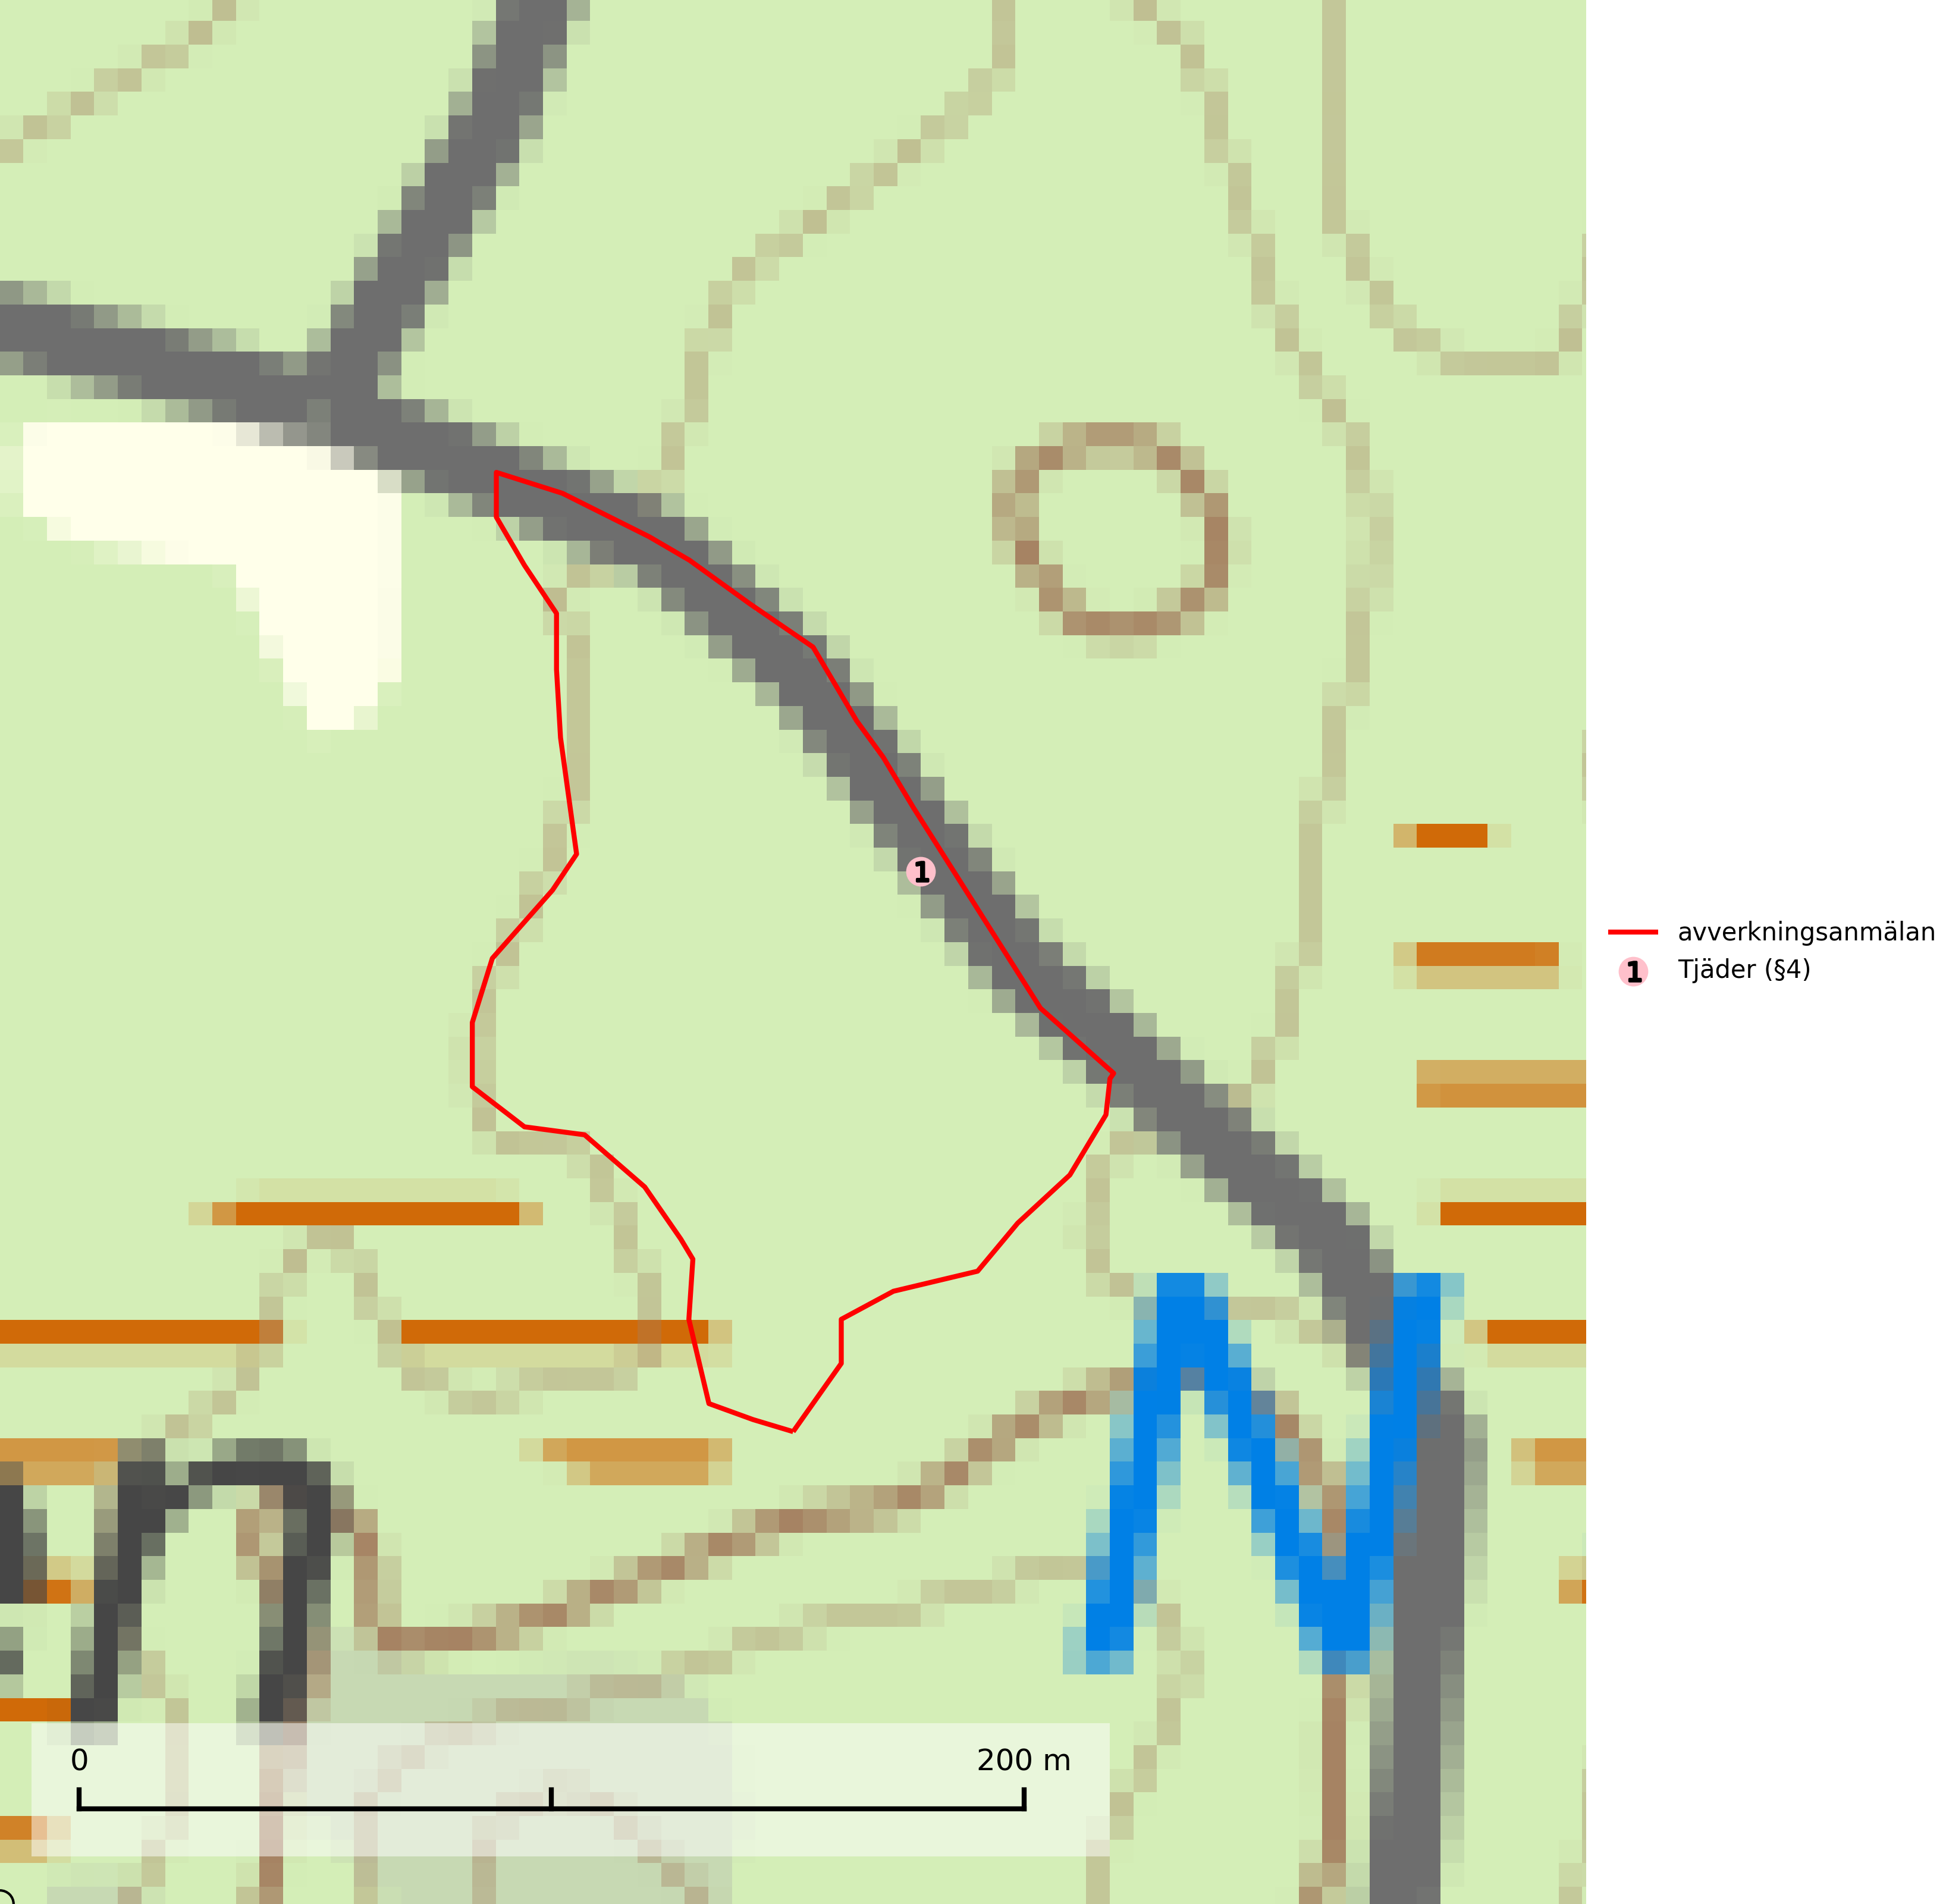 1
avverkningsanmälan
1 Tjäder (§4)
0 200 m